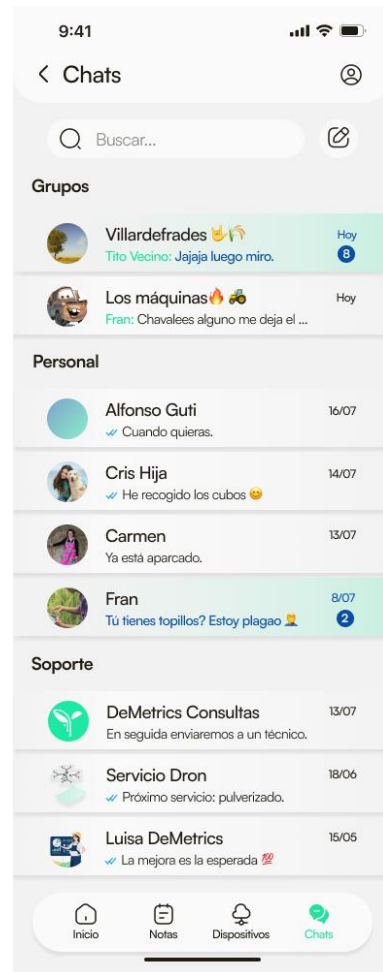 9:41
Chats
Buscar...
Grupos
Villardefrades🤟🌾 Hoy
Tito Vecino: Jajaja luego miro. 8
Los máquinas🔥🚜 Hoy
Fran: Chavalees alguno me deja el ...
Personal
Alfonso Guti 16/07
Cuando quieras.
Cris Hija 14/07
He recogido los cubos 😀
Carmen 13/07
Ya está aparcado.
Fran 8/07
Tú tienes topillos? Estoy plagao 🤦 2
Soporte
DeMetrics Consultas 13/07
En seguida enviaremos a un técnico.
Servicio Dron 18/06
Próximo servicio: pulverizado.
Luisa DeMetrics 15/05
La mejora es la esperada 💯
Inicio Notas Dispositivos Chats